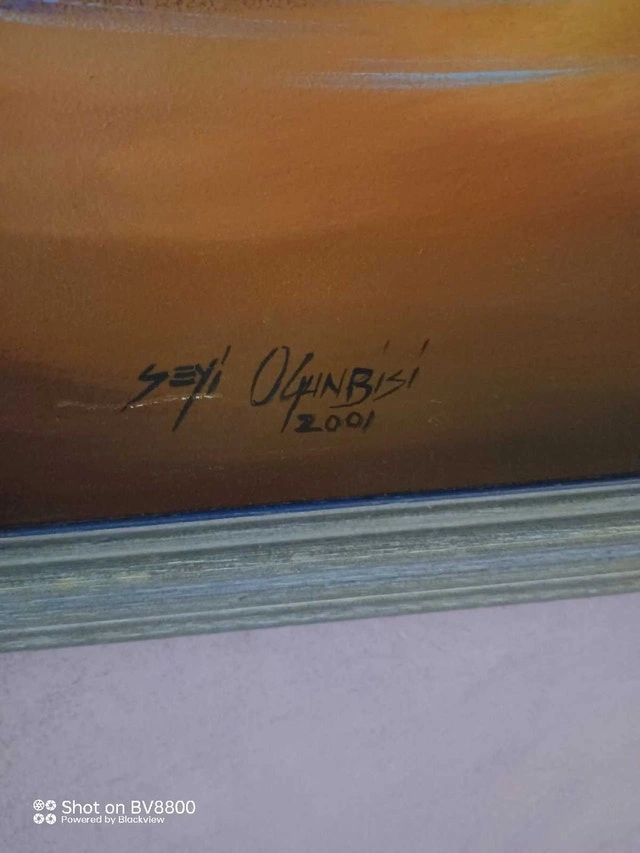 SEYi OGUNBiSi
2001
Shot on BV8800
Powered by Blackview